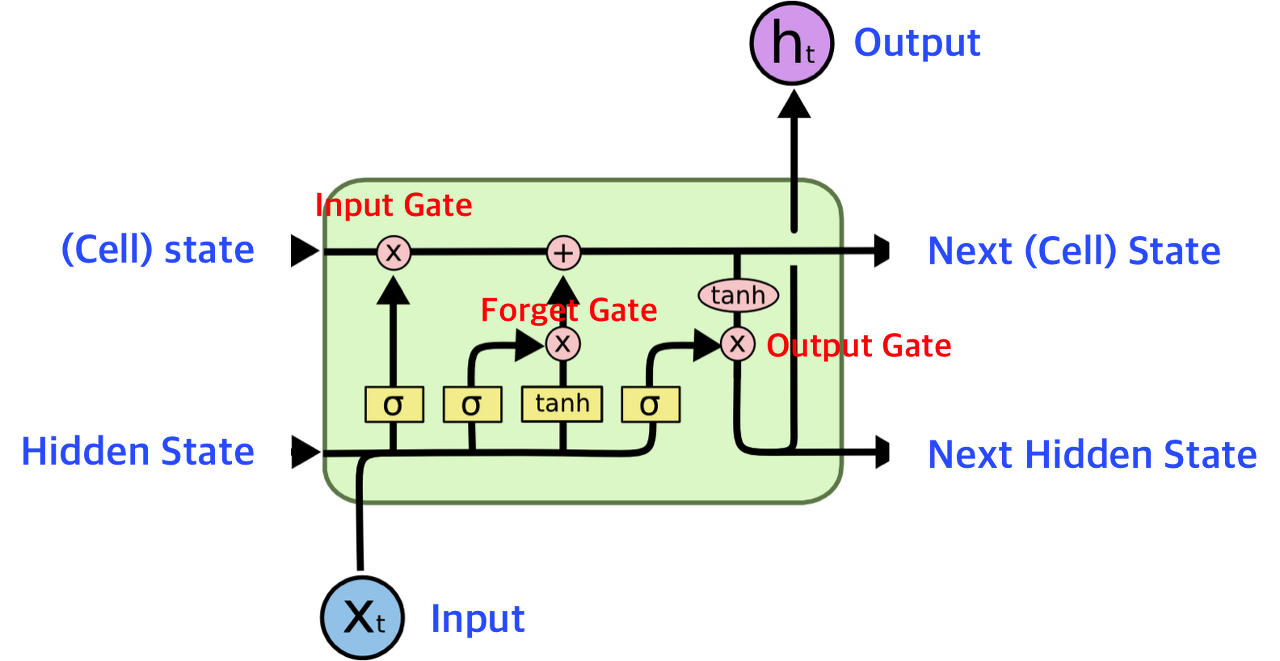 ht Output
Input Gate
(Cell) state x + Next (Cell) State
tanh
Forget Gate
x x Output Gate
σ σ tanh σ
Hidden State Next Hidden State
Xt Input